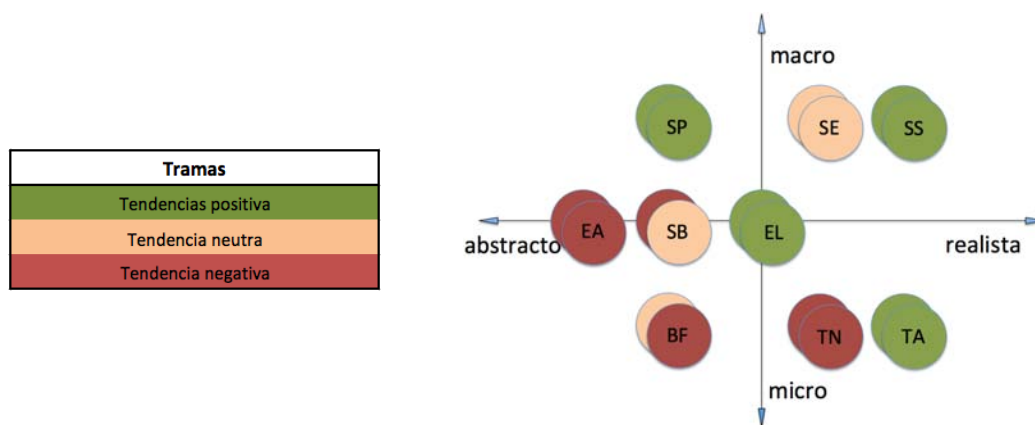 Tramas
Tendencias positiva
Tendencia neutra
Tendencia negativa
macro
SP
SE
SS
EA
SB
EL
abstracto
realista
BF
TN
TA
micro